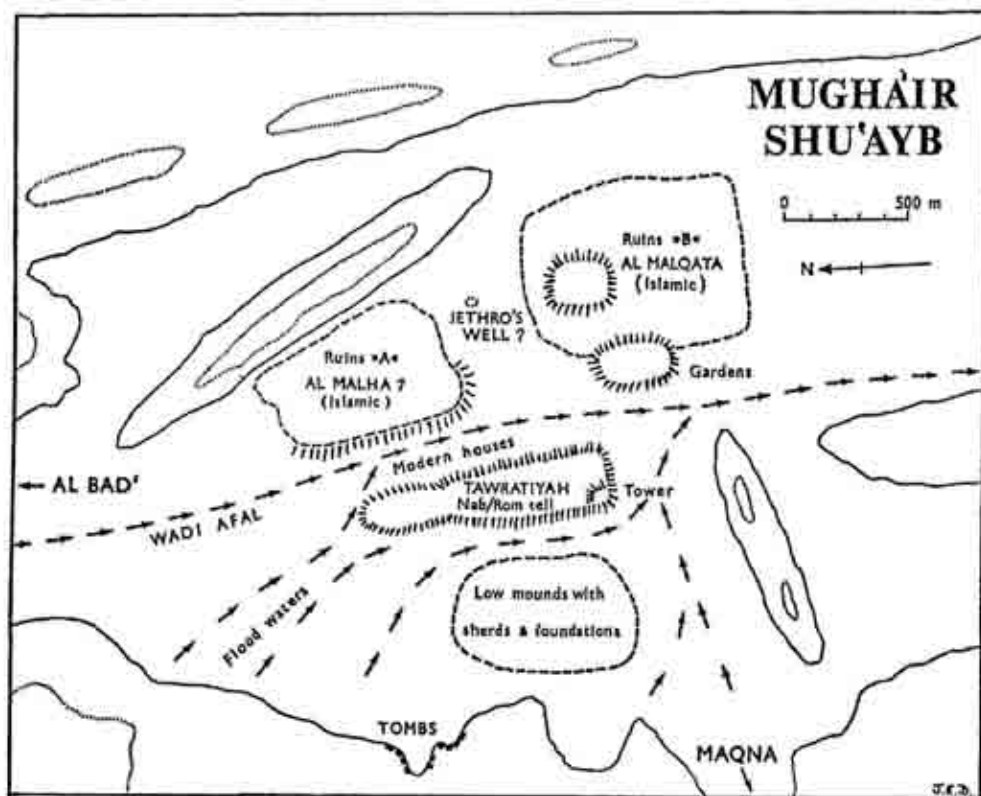 MUGHA'IR
SHU'AYB
0 500 m
N
Ruins •B•
AL MALQATA
(Islamic)
JETHRO'S
WELL ?
Ruins •A•
AL MALHA ?
(Islamic)
Gardens
Modern houses
AL BAD'
TAWRATIYAH
Nab/Rom tell
Tower
WADI AFAL
Flood waters
Low mounds with
sherds & foundations
TOMBS
MAQNA
J.E.D.